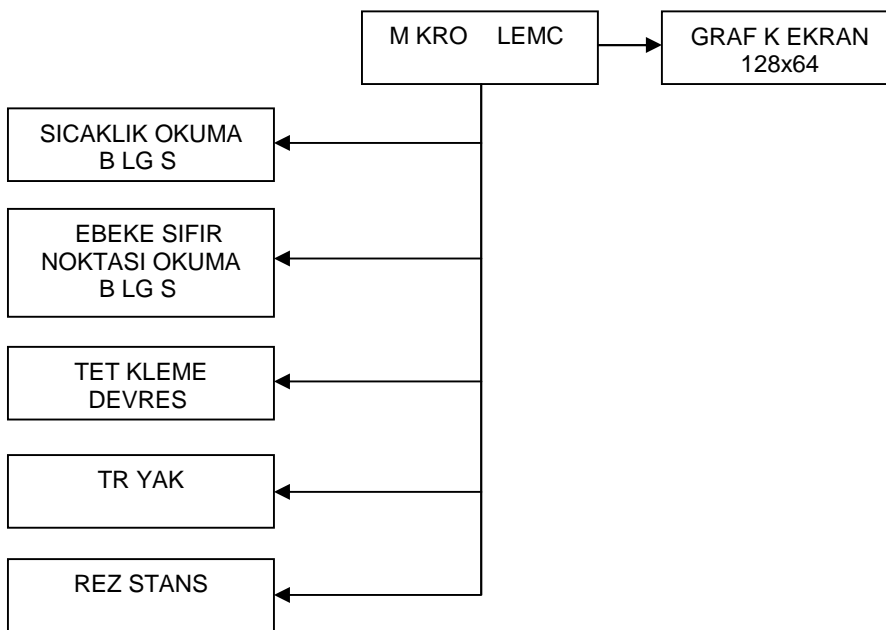 M KRO LEMC
GRAF K EKRAN
128x64
SICAKLIK OKUMA
B LG S
EBEKE SIFIR
NOKTASI OKUMA
B LG S
TET KLEME
DEVRES
TR YAK
REZ STANS